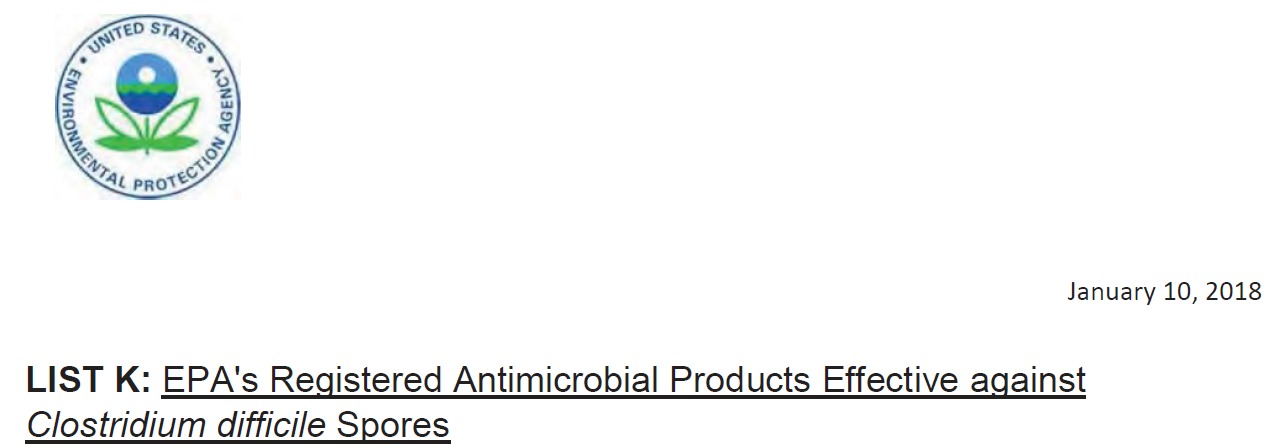 UNITED STATES
ENVIRONMENTAL PROTECTION AGENCY
January 10, 2018
LIST K: EPA's Registered Antimicrobial Products Effective against
Clostridium difficile Spores